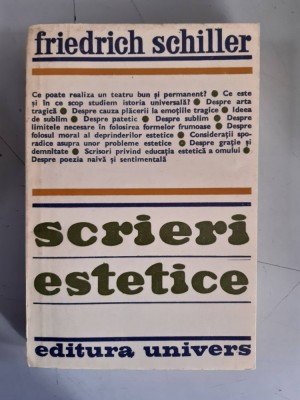 friedrich schiller
Ce poate realiza un teatru bun și permanent? ● Ce este
și în ce scop studiem istoria universală? ● Despre arta
tragică ● Despre cauza plăcerii la emoțiile tragice ● Ideea
de sublim ● Despre patetic ● Despre sublim ● Despre
limitele necesare în folosirea formelor frumoase ● Despre
folosul moral al deprinderilor estetice ● Considerații spo-
radice asupra unor probleme estetice ● Despre grație și
demnitate ● Scrisori privind educația estetică a omului ●
Despre poezia naivă și sentimentală
scrieri
estetice
editura univers